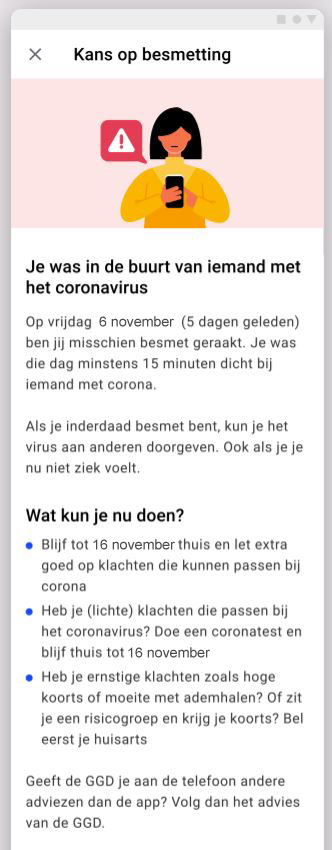 Kans op besmetting
Je was in de buurt van iemand met
het coronavirus
Op vrijdag 6 november (5 dagen geleden)
ben jij misschien besmet geraakt. Je was
die dag minstens 15 minuten dicht bij
iemand met corona.
Als je inderdaad besmet bent, kun je het
virus aan anderen doorgeven. Ook als je je
nu niet ziek voelt.
Wat kun je nu doen?
Blijf tot 16 november thuis en let extra
goed op klachten die kunnen passen bij
corona
Heb je (lichte) klachten die passen bij
het coronavirus? Doe een coronatest en
blijf thuis tot 16 november
Heb je ernstige klachten zoals hoge
koorts of moeite met ademhalen? Of zit
je een risicogroep en krijg je koorts? Bel
eerst je huisarts
Geeft de GGD je aan de telefoon andere
adviezen dan de app? Volg dan het advies
van de GGD.